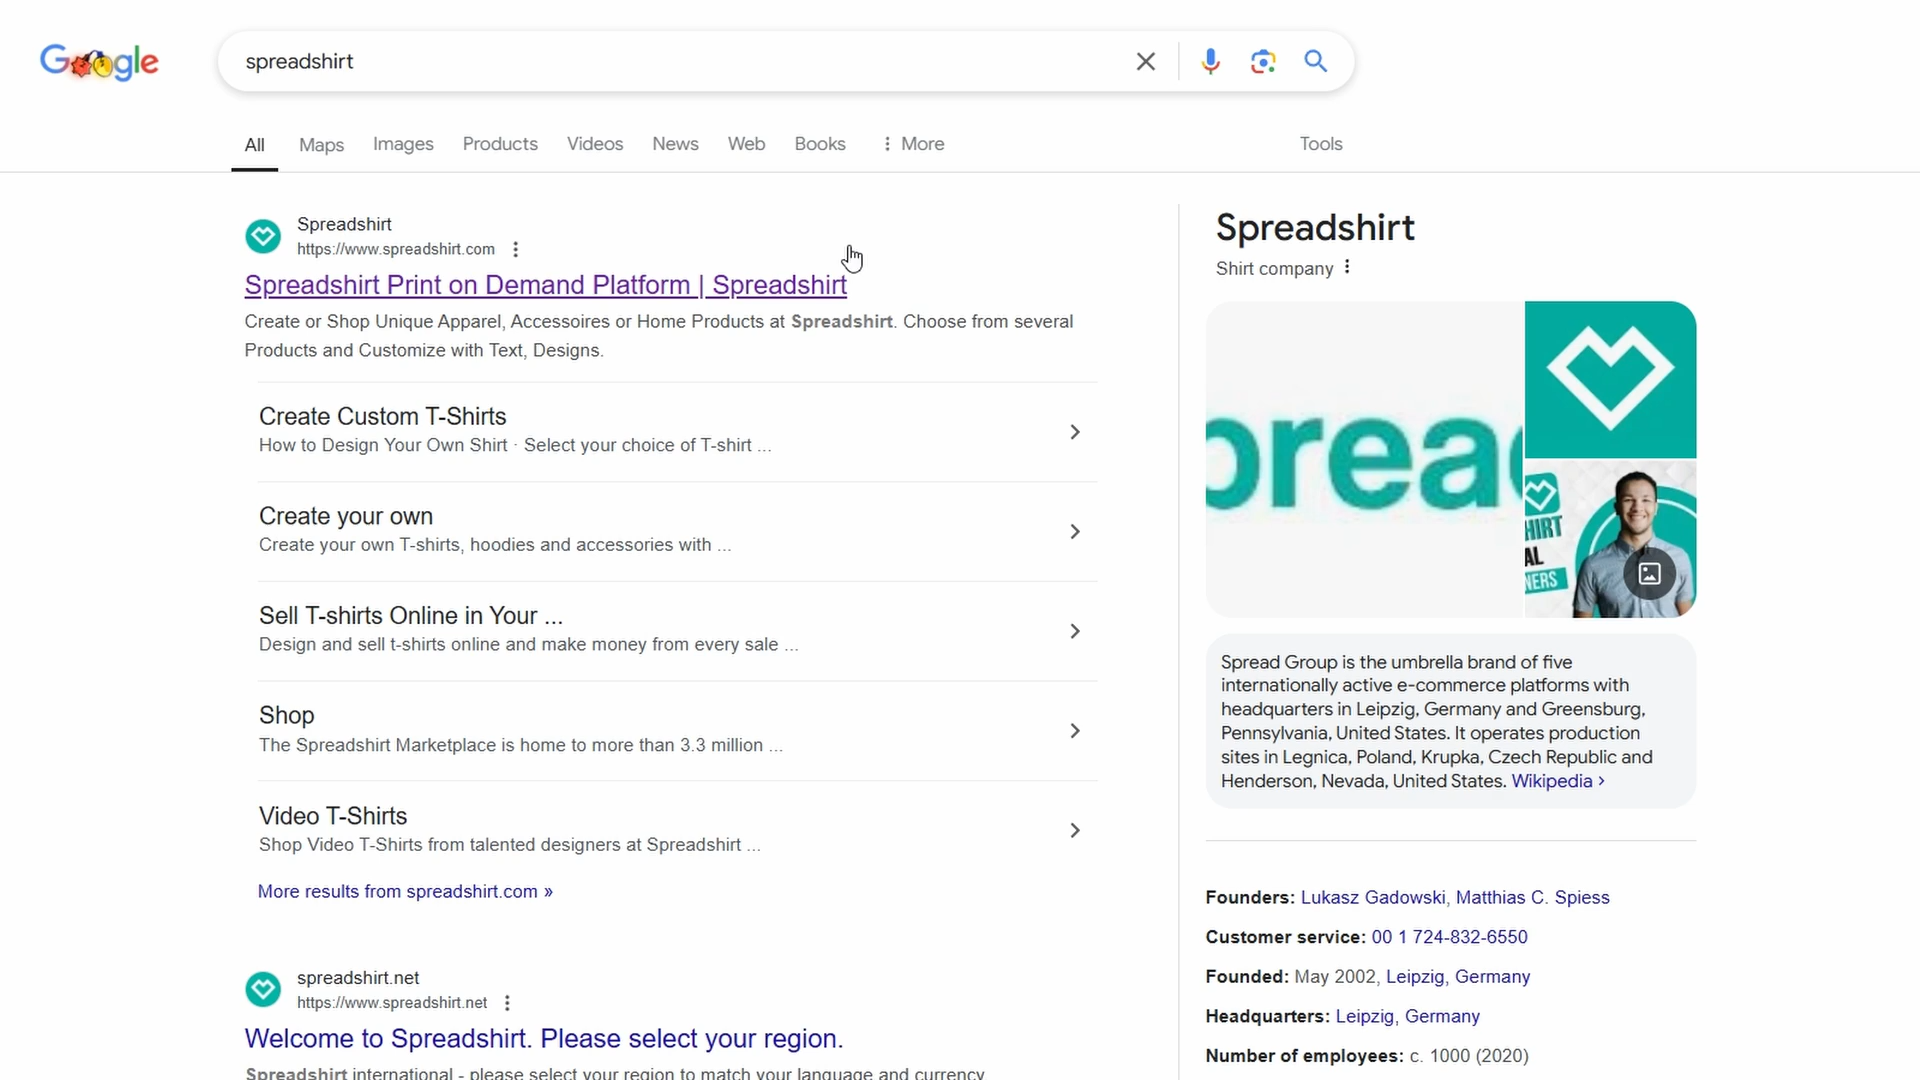 Google
spreadshirt
All Maps Images Products Videos News Web Books More Tools
Spreadshirt
https://www.spreadshirt.com
Spreadshirt Print on Demand Platform | Spreadshirt
Create or Shop Unique Apparel, Accessoires or Home Products at Spreadshirt. Choose from several
Products and Customize with Text, Designs.
Create Custom T-Shirts
How to Design Your Own Shirt · Select your choice of T-shirt ...
Create your own
Create your own T-shirts, hoodies and accessories with ...
Sell T-shirts Online in Your ...
Design and sell t-shirts online and make money from every sale ...
Shop
The Spreadshirt Marketplace is home to more than 3.3 million ...
Video T-Shirts
Shop Video T-Shirts from talented designers at Spreadshirt ...
More results from spreadshirt.com »
spreadshirt.net
https://www.spreadshirt.net
Welcome to Spreadshirt. Please select your region.
Spreadshirt international - please select your region to match your language and currency
Spreadshirt
Shirt company
prea
HIRT
AL
NERS
Spread Group is the umbrella brand of five
internationally active e-commerce platforms with
headquarters in Leipzig, Germany and Greensburg,
Pennsylvania, United States. It operates production
sites in Legnica, Poland, Krupka, Czech Republic and
Henderson, Nevada, United States. Wikipedia ›
Founders: Lukasz Gadowski, Matthias C. Spiess
Customer service: 00 1 724-832-6550
Founded: May 2002, Leipzig, Germany
Headquarters: Leipzig, Germany
Number of employees: c. 1000 (2020)